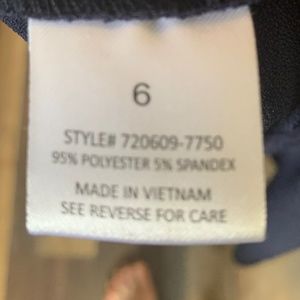 6
STYLE# 720609-7750
95% POLYESTER 5% SPANDEX
MADE IN VIETNAM
SEE REVERSE FOR CARE